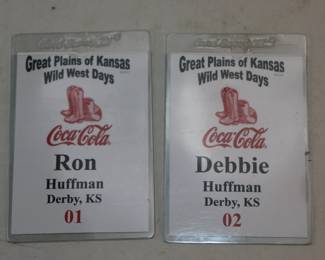 Great Plains of Kansas
Wild West Days
Coca-Cola
Ron
Huffman
Derby, KS
01
Great Plains of Kansas
Wild West Days
Coca-Cola
Debbie
Huffman
Derby, KS
02